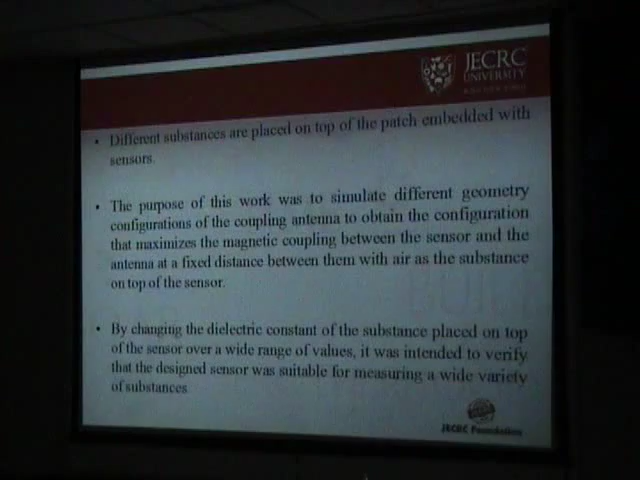 JECRC
UNIVERSITY
• Different substances are placed on top of the patch embedded with
sensors.
• The purpose of this work was to simulate different geometry
configurations of the coupling antenna to obtain the configuration
that maximizes the magnetic coupling between the sensor and the
antenna at a fixed distance between them with air as the substance
on top of the sensor.
• By changing the dielectric constant of the substance placed on top
of the sensor over a wide range of values, it was intended to verify
that the designed sensor was suitable for measuring a wide variety
of substances
JECRC Foundation